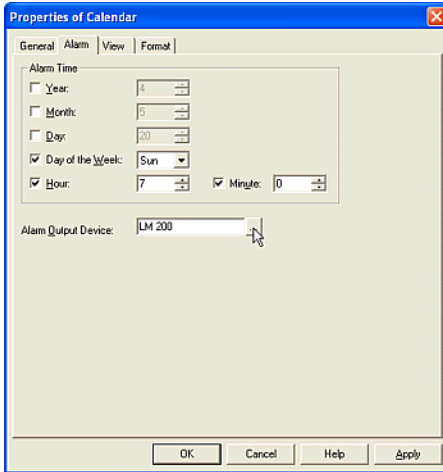 Properties of Calendar
General Alarm View Format
Alarm Time
Year: 4
Month: 5
Day: 20
Day of the Week: Sun
Hour: 7 Minute: 0
Alarm Output Device: LM 200 ...
OK Cancel Help Apply